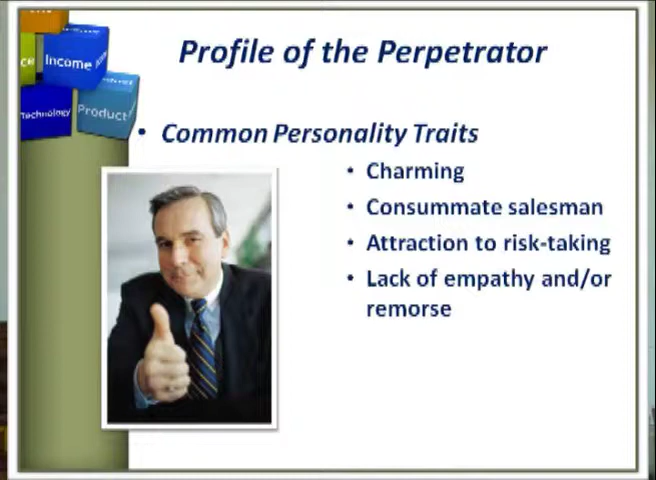 Profile of the Perpetrator
Income
Technology
Product
• Common Personality Traits
• Charming
• Consummate salesman
• Attraction to risk-taking
• Lack of empathy and/or
remorse